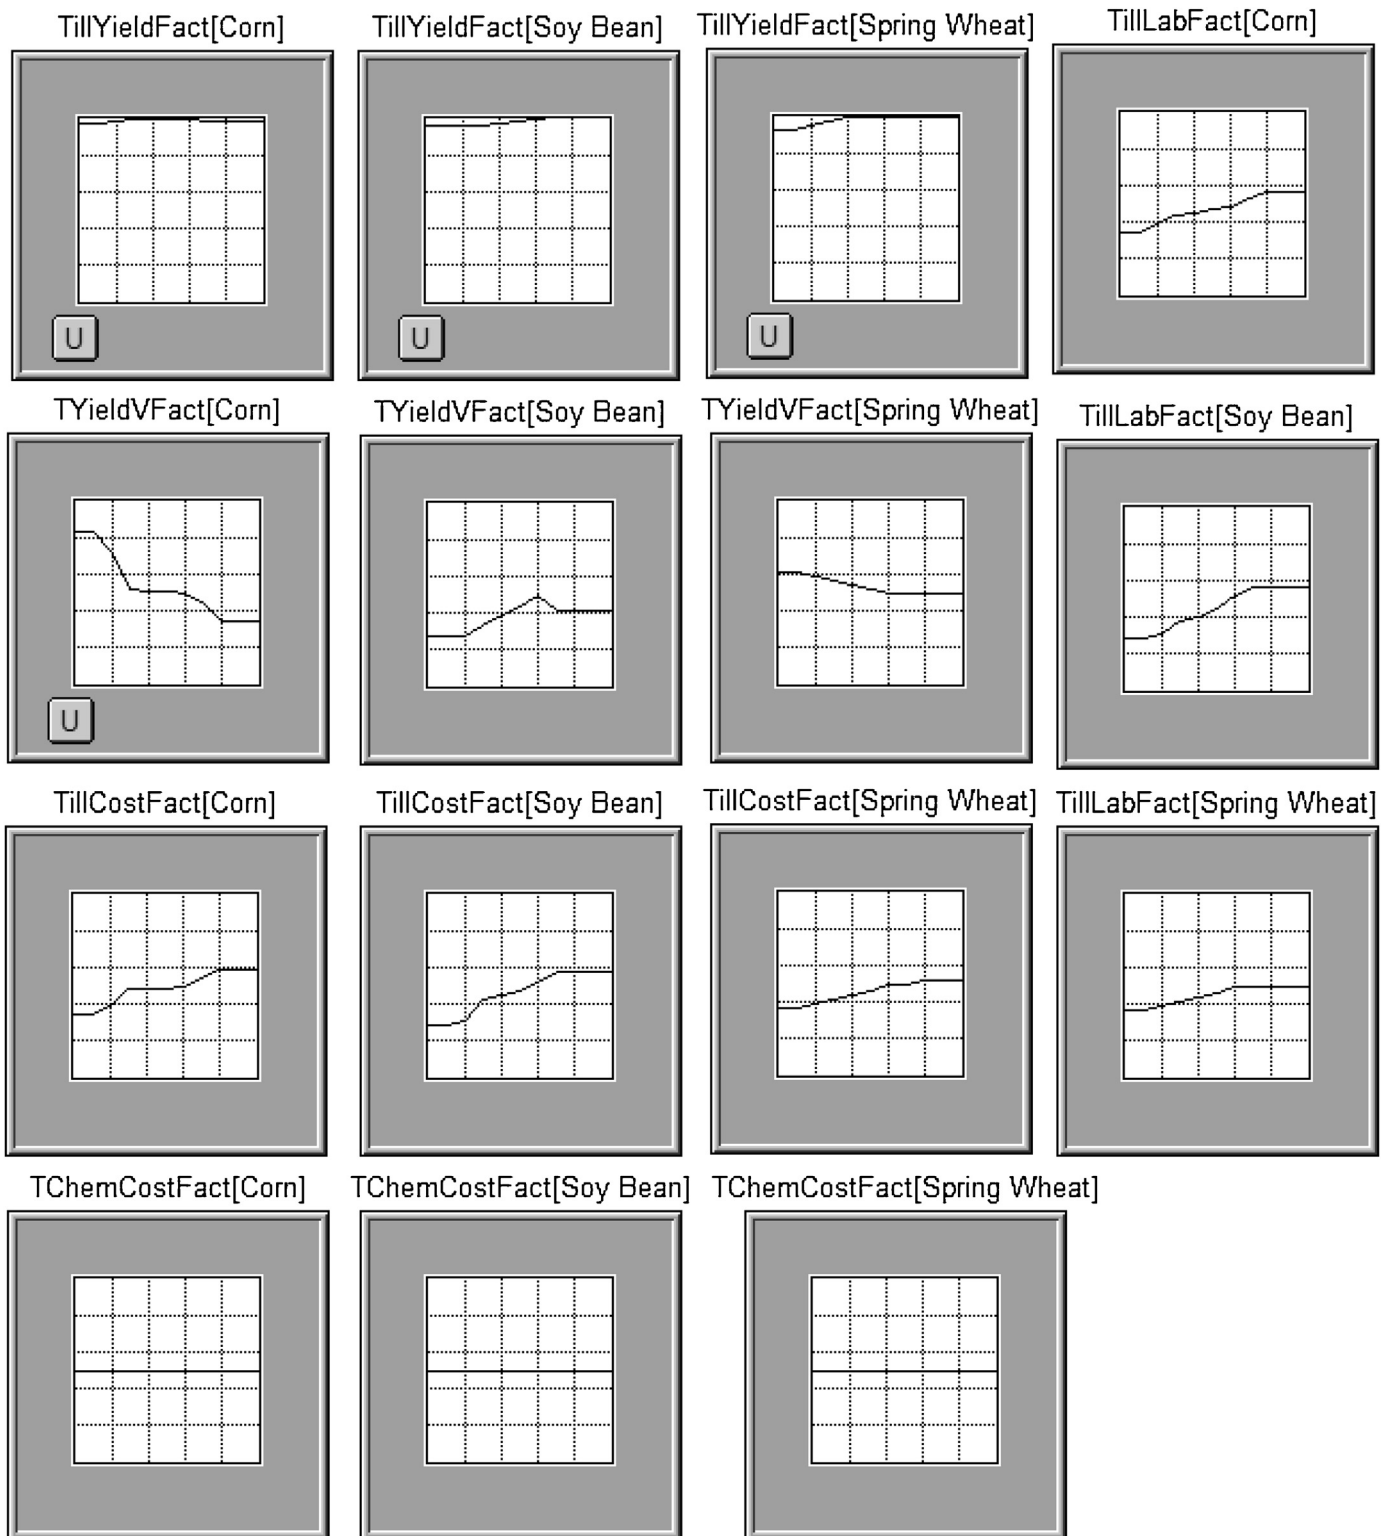 TillYieldFact[Corn]
TillYieldFact[Soy Bean]
TillYieldFact[Spring Wheat]
TillLabFact[Corn]
U
U
U
TYieldVFact[Corn]
TYieldVFact[Soy Bean]
TYieldVFact[Spring Wheat]
TillLabFact[Soy Bean]
U
TillCostFact[Corn]
TillCostFact[Soy Bean]
TillCostFact[Spring Wheat]
TillLabFact[Spring Wheat]
TChemCostFact[Corn]
TChemCostFact[Soy Bean]
TChemCostFact[Spring Wheat]